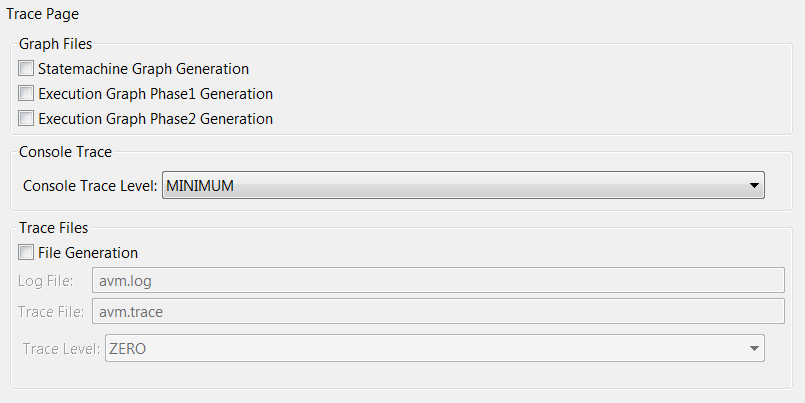 Trace Page
Graph Files
Statemachine Graph Generation
Execution Graph Phase1 Generation
Execution Graph Phase2 Generation
Console Trace
Console Trace Level: MINIMUM
Trace Files
File Generation
Log File: avm.log
Trace File: avm.trace
Trace Level: ZERO